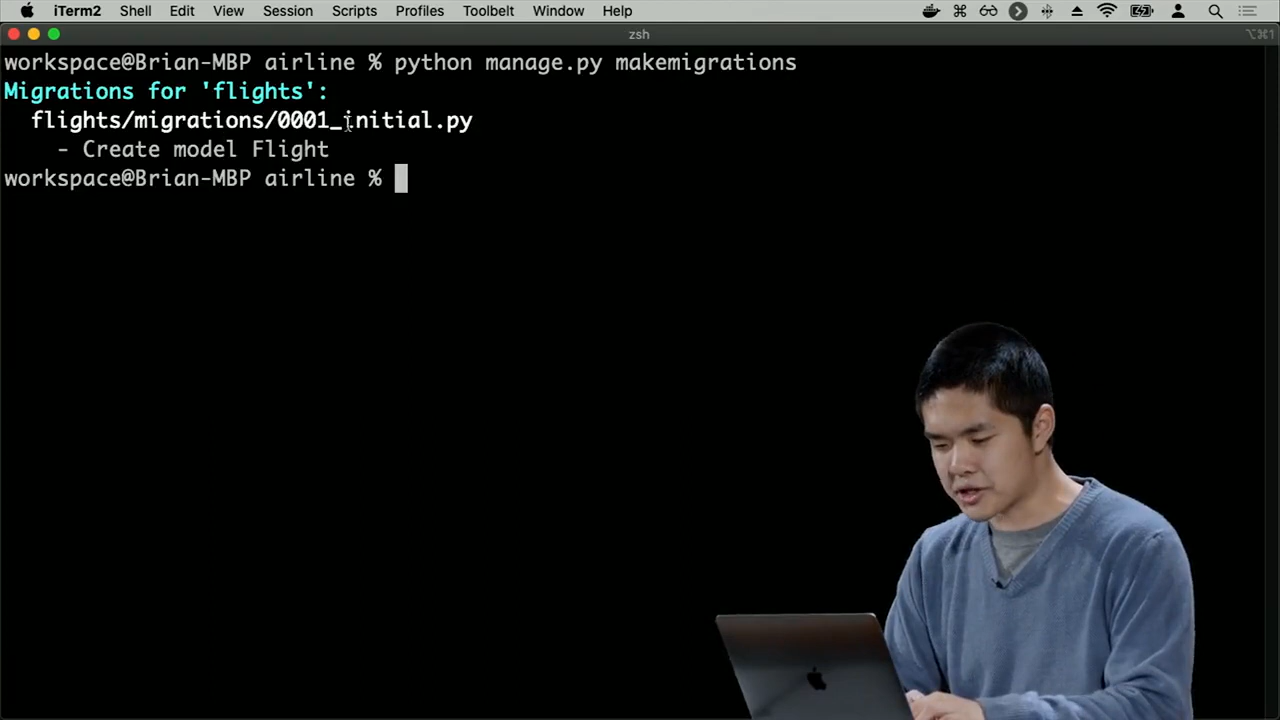 iTerm2 Shell Edit View Session Scripts Profiles Toolbelt Window Help
zsh
⌥⌘1
workspace@Brian-MBP airline % python manage.py makemigrations
Migrations for 'flights':
flights/migrations/0001_initial.py
- Create model Flight
workspace@Brian-MBP airline %